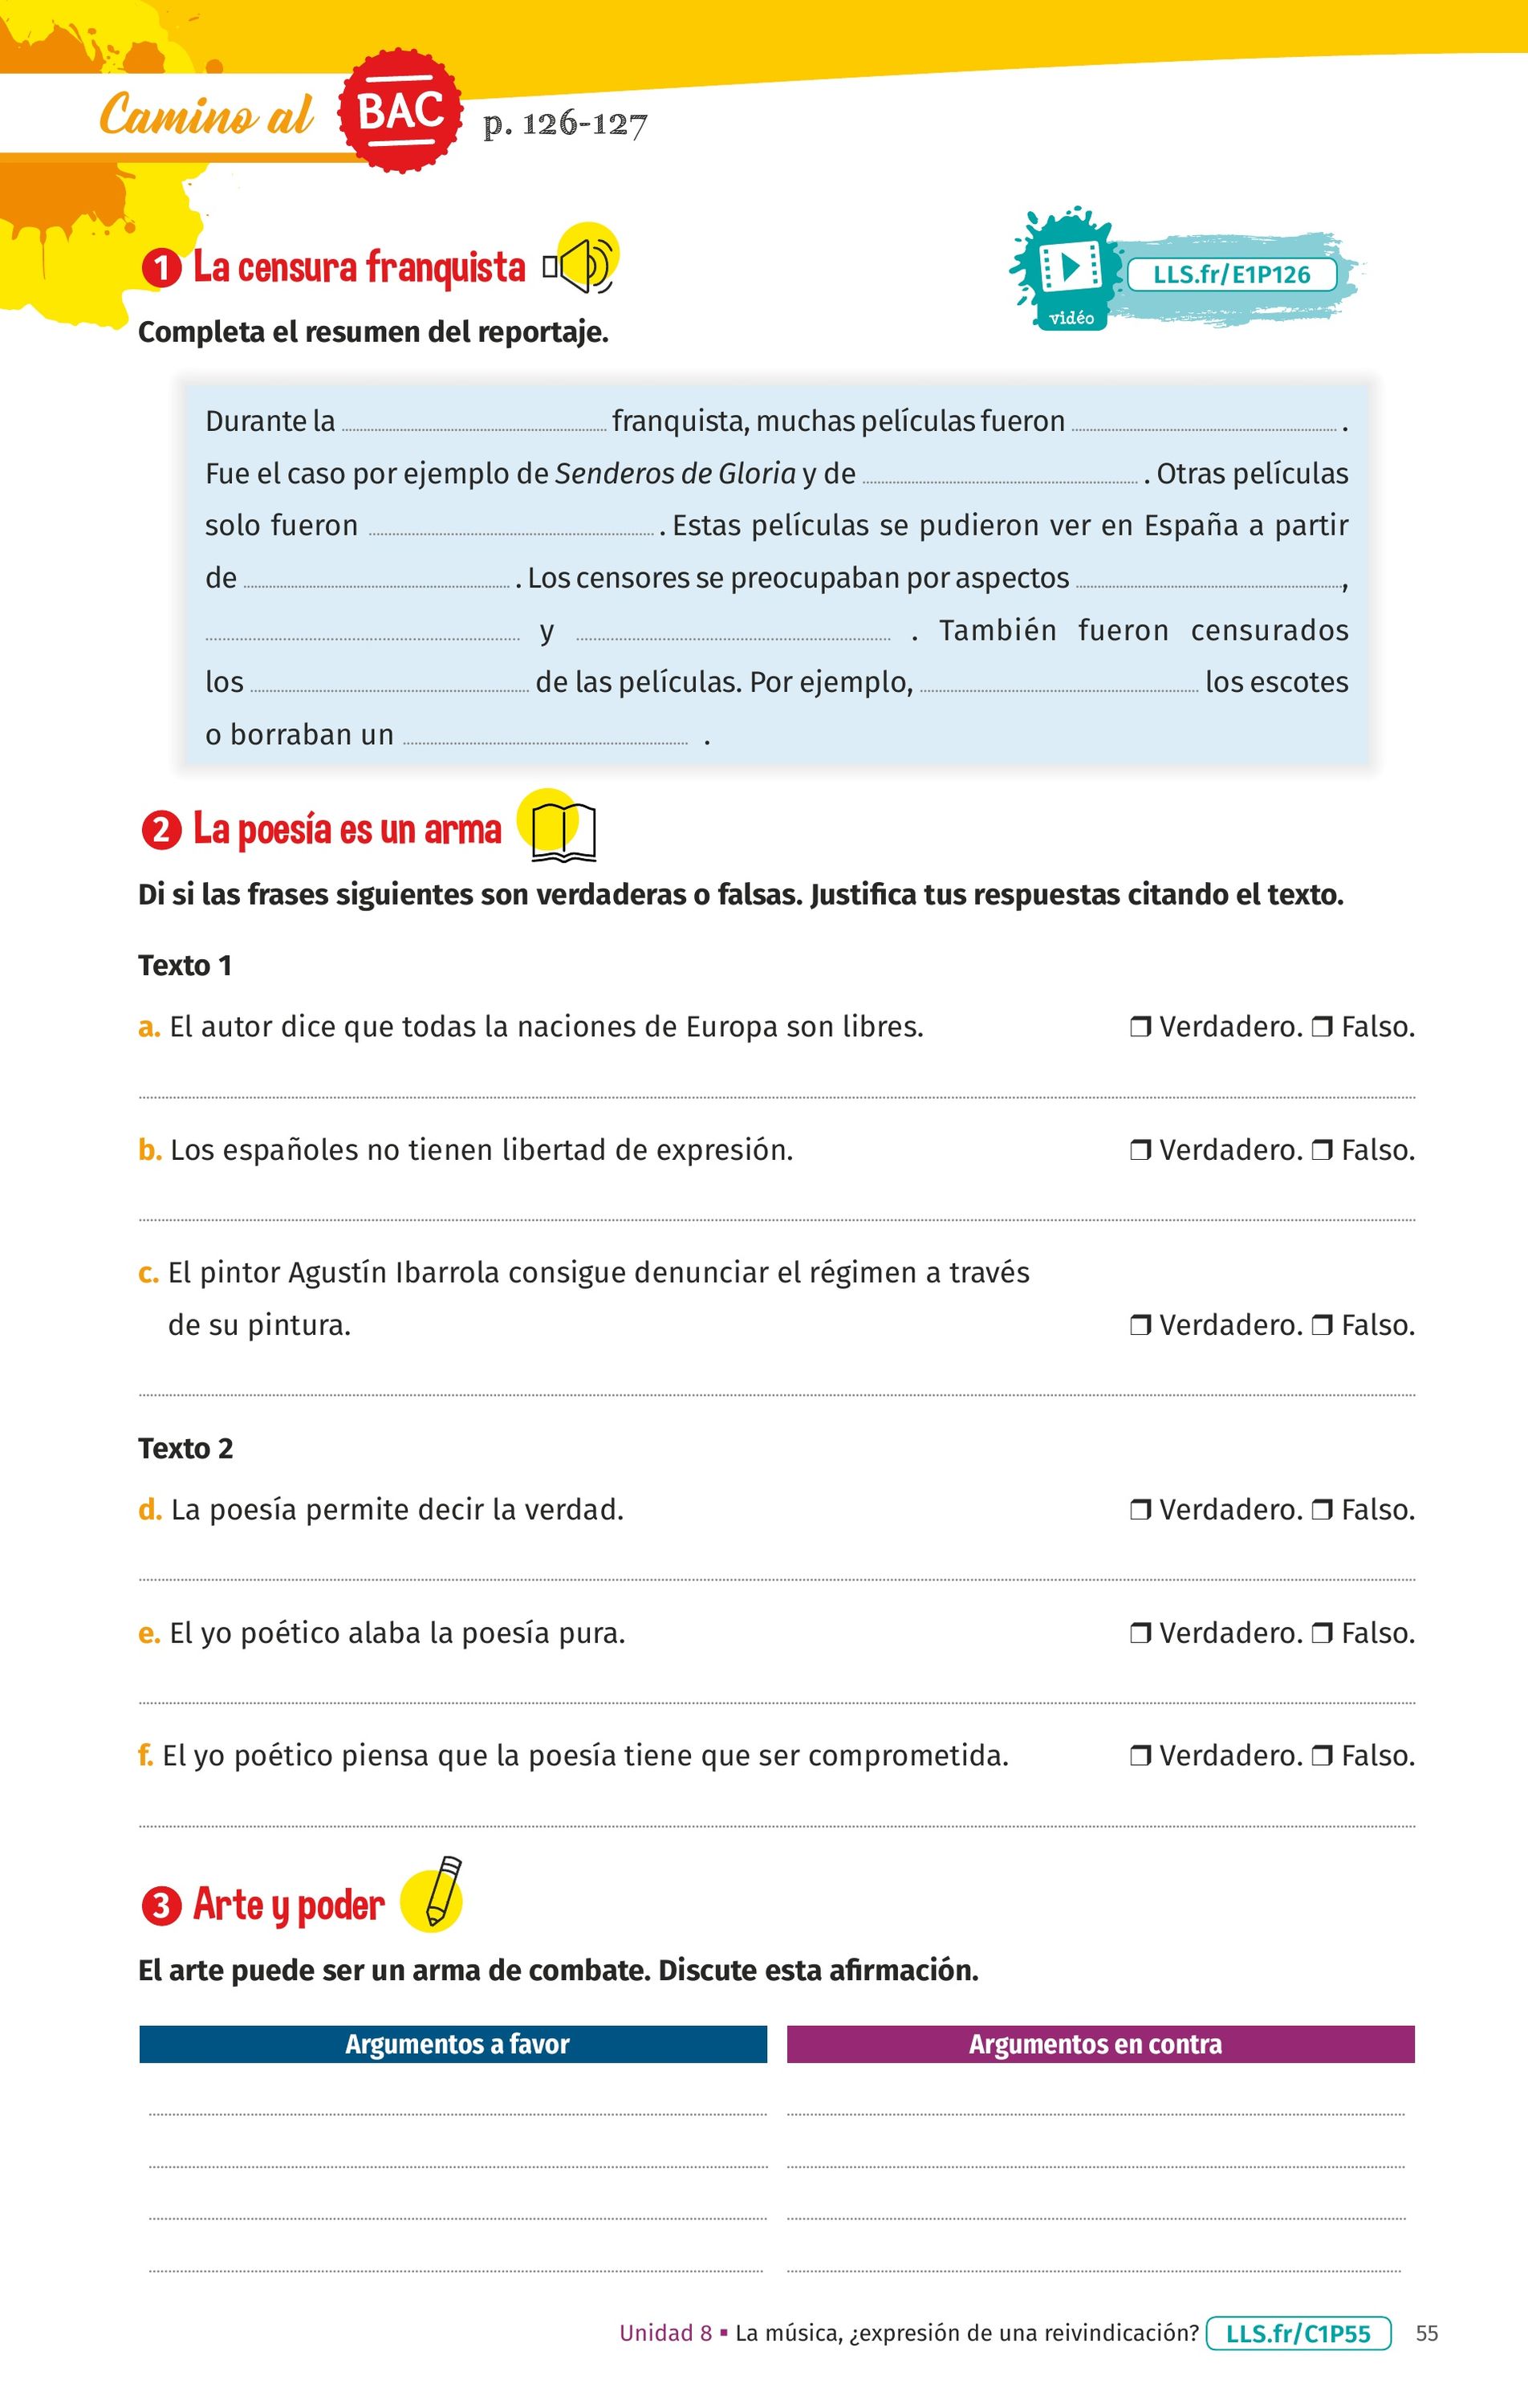 Camino al BAC p. 126-127
1 La censura franquista
LLS.fr/E1P126
vidéo
Completa el resumen del reportaje.
Durante la ........ franquista, muchas películas fueron ........ .
Fue el caso por ejemplo de Senderos de Gloria y de ........ . Otras películas
solo fueron ........ . Estas películas se pudieron ver en España a partir
de ........ . Los censores se preocupaban por aspectos ........,
........ y ........ . También fueron censurados
los ........ de las películas. Por ejemplo, ........ los escotes
o borraban un ........ .
2 La poesía es un arma
Di si las frases siguientes son verdaderas o falsas. Justifica tus respuestas citando el texto.
Texto 1
a. El autor dice que todas la naciones de Europa son libres. ❒ Verdadero. ❒ Falso.
b. Los españoles no tienen libertad de expresión. ❒ Verdadero. ❒ Falso.
c. El pintor Agustín Ibarrola consigue denunciar el régimen a través
de su pintura. ❒ Verdadero. ❒ Falso.
Texto 2
d. La poesía permite decir la verdad. ❒ Verdadero. ❒ Falso.
e. El yo poético alaba la poesía pura. ❒ Verdadero. ❒ Falso.
f. El yo poético piensa que la poesía tiene que ser comprometida. ❒ Verdadero. ❒ Falso.
3 Arte y poder
El arte puede ser un arma de combate. Discute esta afirmación.
Argumentos a favor
Argumentos en contra
Unidad 8 ▪ La música, ¿expresión de una reivindicación? LLS.fr/C1P55 55